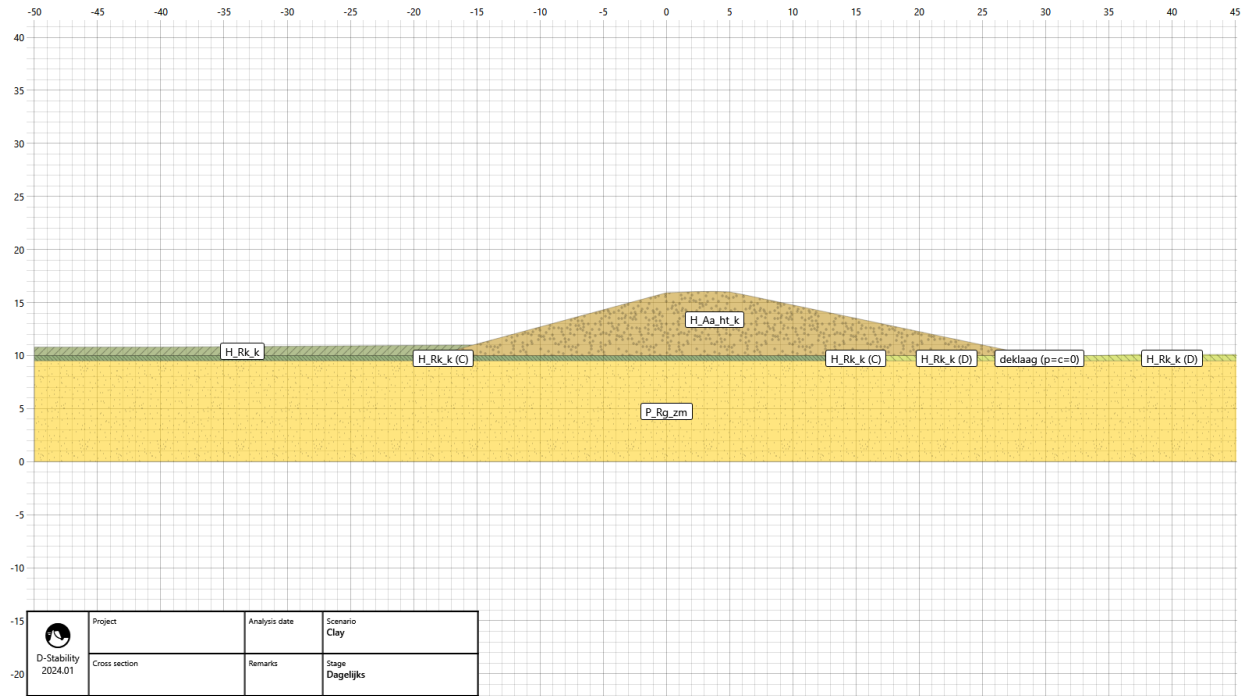 -50 -45 -40 -35 -30 -25 -20 -15 -10 -5 0 5 10 15 20 25 30 35 40 45
40
35
30
25
20
15
H_Aa_ht_k
10
H_Rk_k
H_Rk_k (C)
H_Rk_k (C)
H_Rk_k (D)
deklaag (p=c=0)
H_Rk_k (D)
5
P_Rg_zm
0
-5
-10
-15
-20
D-Stability
2024.01
Project
Analysis date
Scenario
Clay
Cross section
Remarks
Stage
Dagelijks